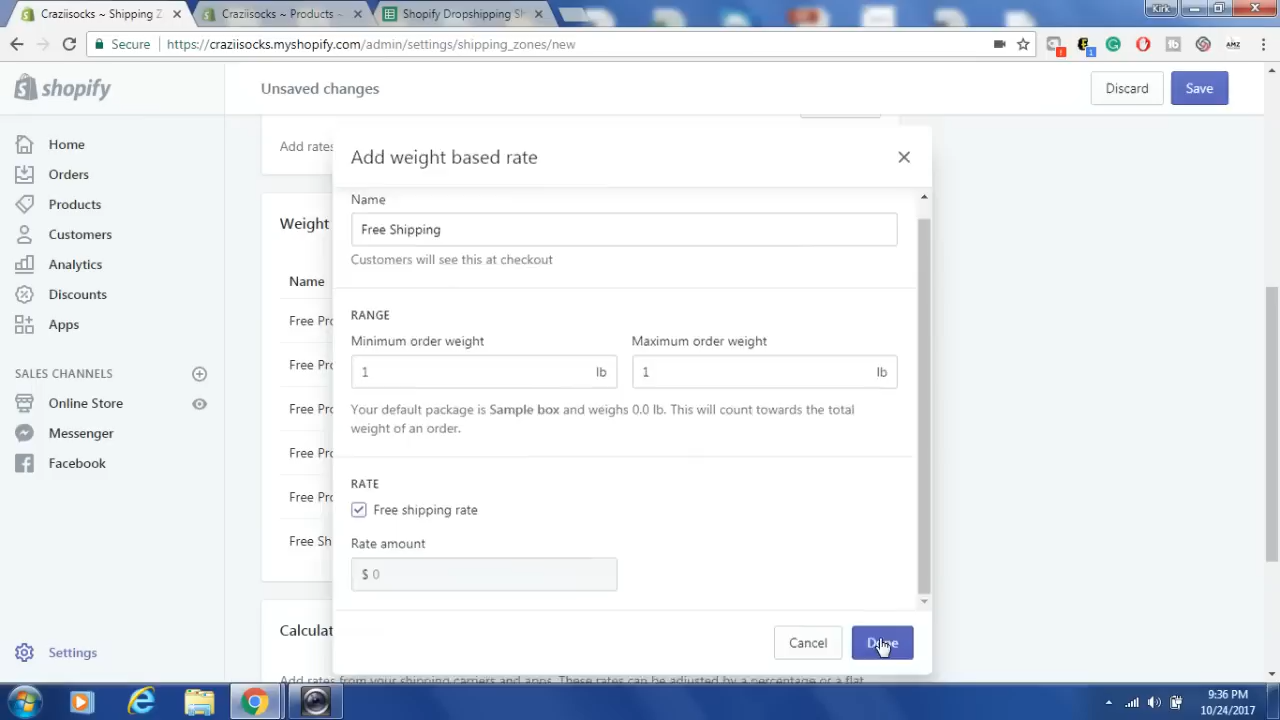 Craziisocks ~ Shipping Z
Craziisocks ~ Products ~
Shopify Dropshipping Sh
Kirk
Secure
https://craziisocks.myshopify.com/admin/settings/shipping_zones/new
AMZ
shopify
Unsaved changes
Discard
Save
Home
Orders
Products
Customers
Analytics
Discounts
Apps
SALES CHANNELS
Online Store
Messenger
Facebook
Settings
Add rates
Weight
Name
Free Pro
Free Pro
Free Pro
Free Pro
Free Pro
Free Sh
Calculat
Add rates from your shipping carriers and apps. These rates can be adjusted by a percentage or a flat
Add weight based rate
Name
Free Shipping
Customers will see this at checkout
RANGE
Minimum order weight
Maximum order weight
1 lb
1 lb
Your default package is Sample box and weighs 0.0 lb. This will count towards the total
weight of an order.
RATE
Free shipping rate
Rate amount
$ 0
Cancel
Done
9:36 PM
10/24/2017